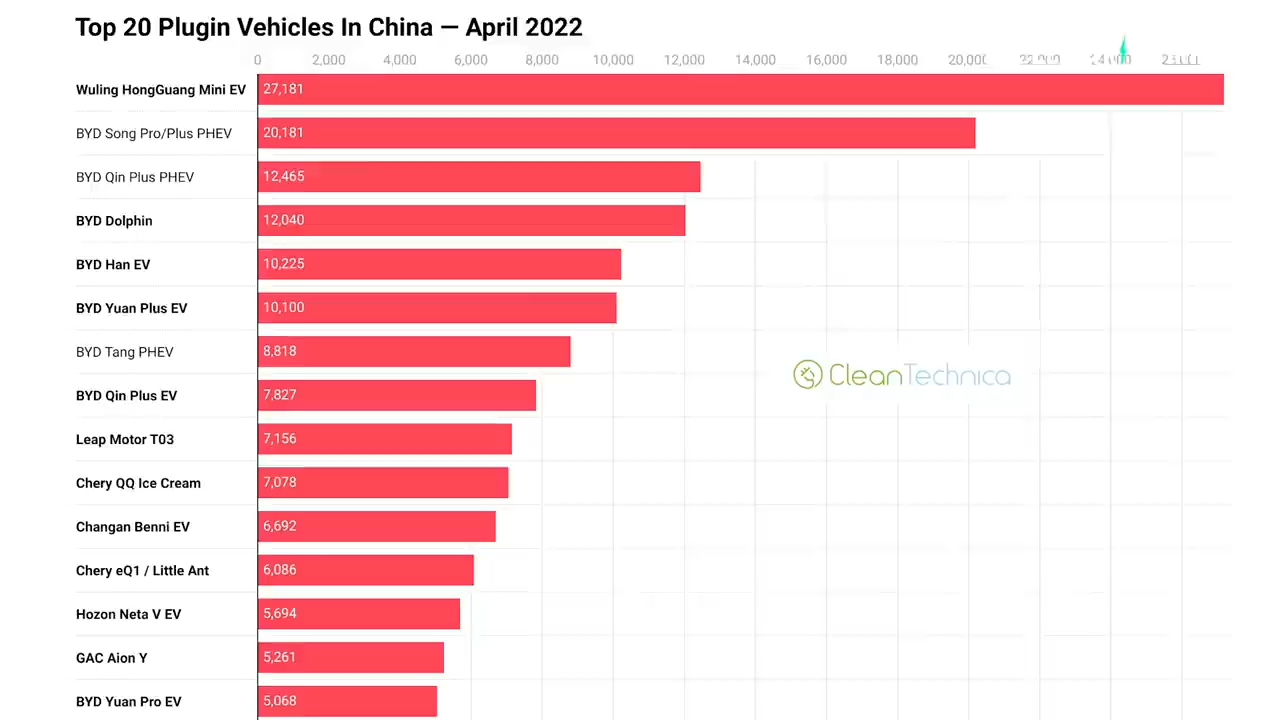 Top 20 Plugin Vehicles In China — April 2022
0 2,000 4,000 6,000 8,000 10,000 12,000 14,000 16,000 18,000 20,000
Wuling HongGuang Mini EV 27,181
BYD Song Pro/Plus PHEV 20,181
BYD Qin Plus PHEV 12,465
BYD Dolphin 12,040
BYD Han EV 10,225
BYD Yuan Plus EV 10,100
BYD Tang PHEV 8,818
CleanTechnica
BYD Qin Plus EV 7,827
Leap Motor T03 7,156
Chery QQ Ice Cream 7,078
Changan Benni EV 6,692
Chery eQ1 / Little Ant 6,086
Hozon Neta V EV 5,694
GAC Aion Y 5,261
BYD Yuan Pro EV 5,068